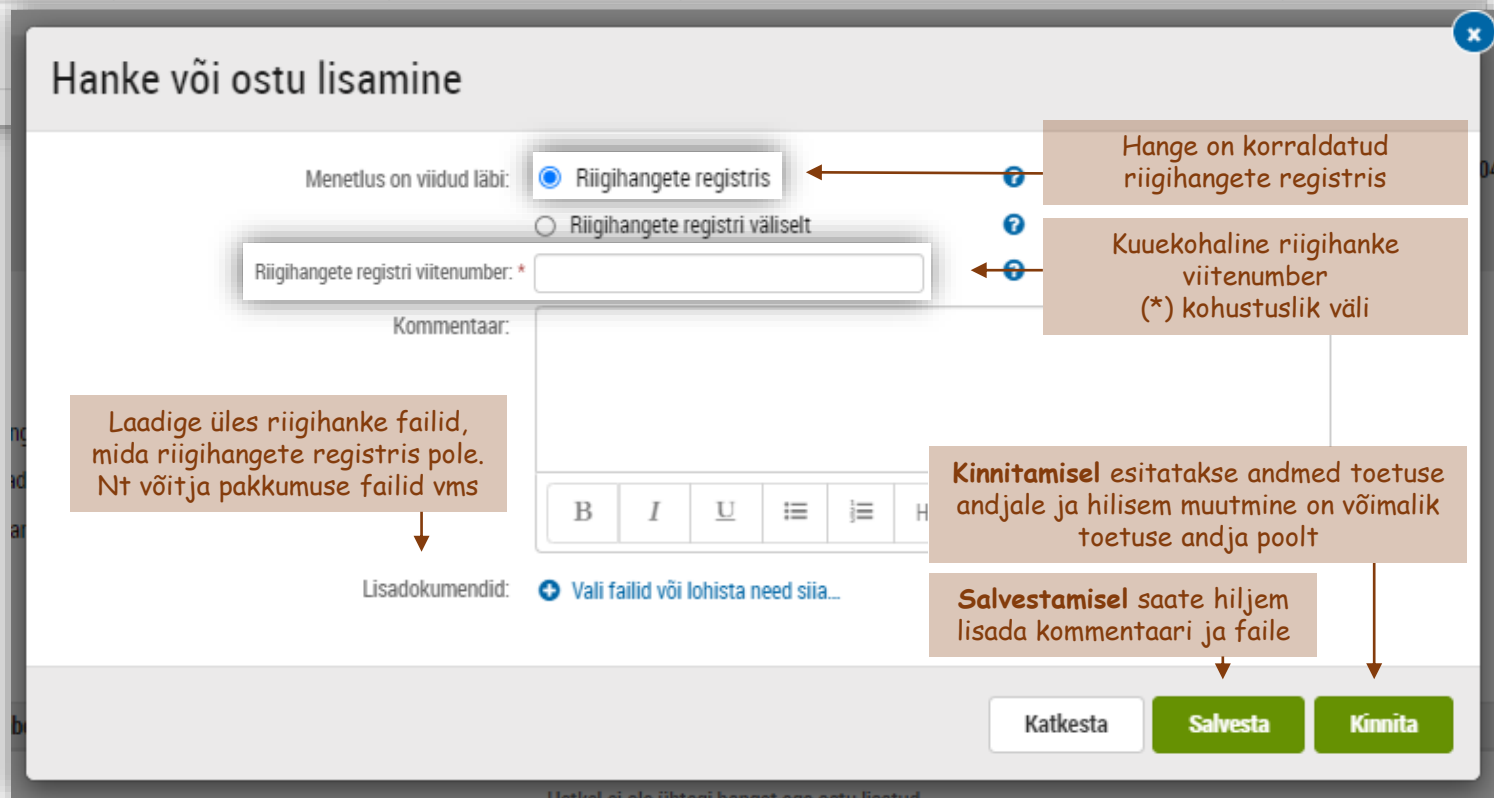 Hanke või ostu lisamine
Menetlus on viidud läbi:
Riigihangete registris
Hange on korraldatud
riigihangete registris
Riigihangete registri väliselt
Riigihangete registri viitenumber: *
Kuuekohaline riigihanke
viitenumber
(*) kohustuslik väli
Kommentaar:
Laadige üles riigihanke failid,
mida riigihangete registris pole.
Nt võitja pakkumuse failid vms
B I U H
Kinnitamisel esitatakse andmed toetuse
andjale ja hilisem muutmine on võimalik
toetuse andja poolt
Lisadokumendid:
Vali failid või lohista need siia...
Salvestamisel saate hiljem
lisada kommentaari ja faile
Katkesta
Salvesta
Kinnita